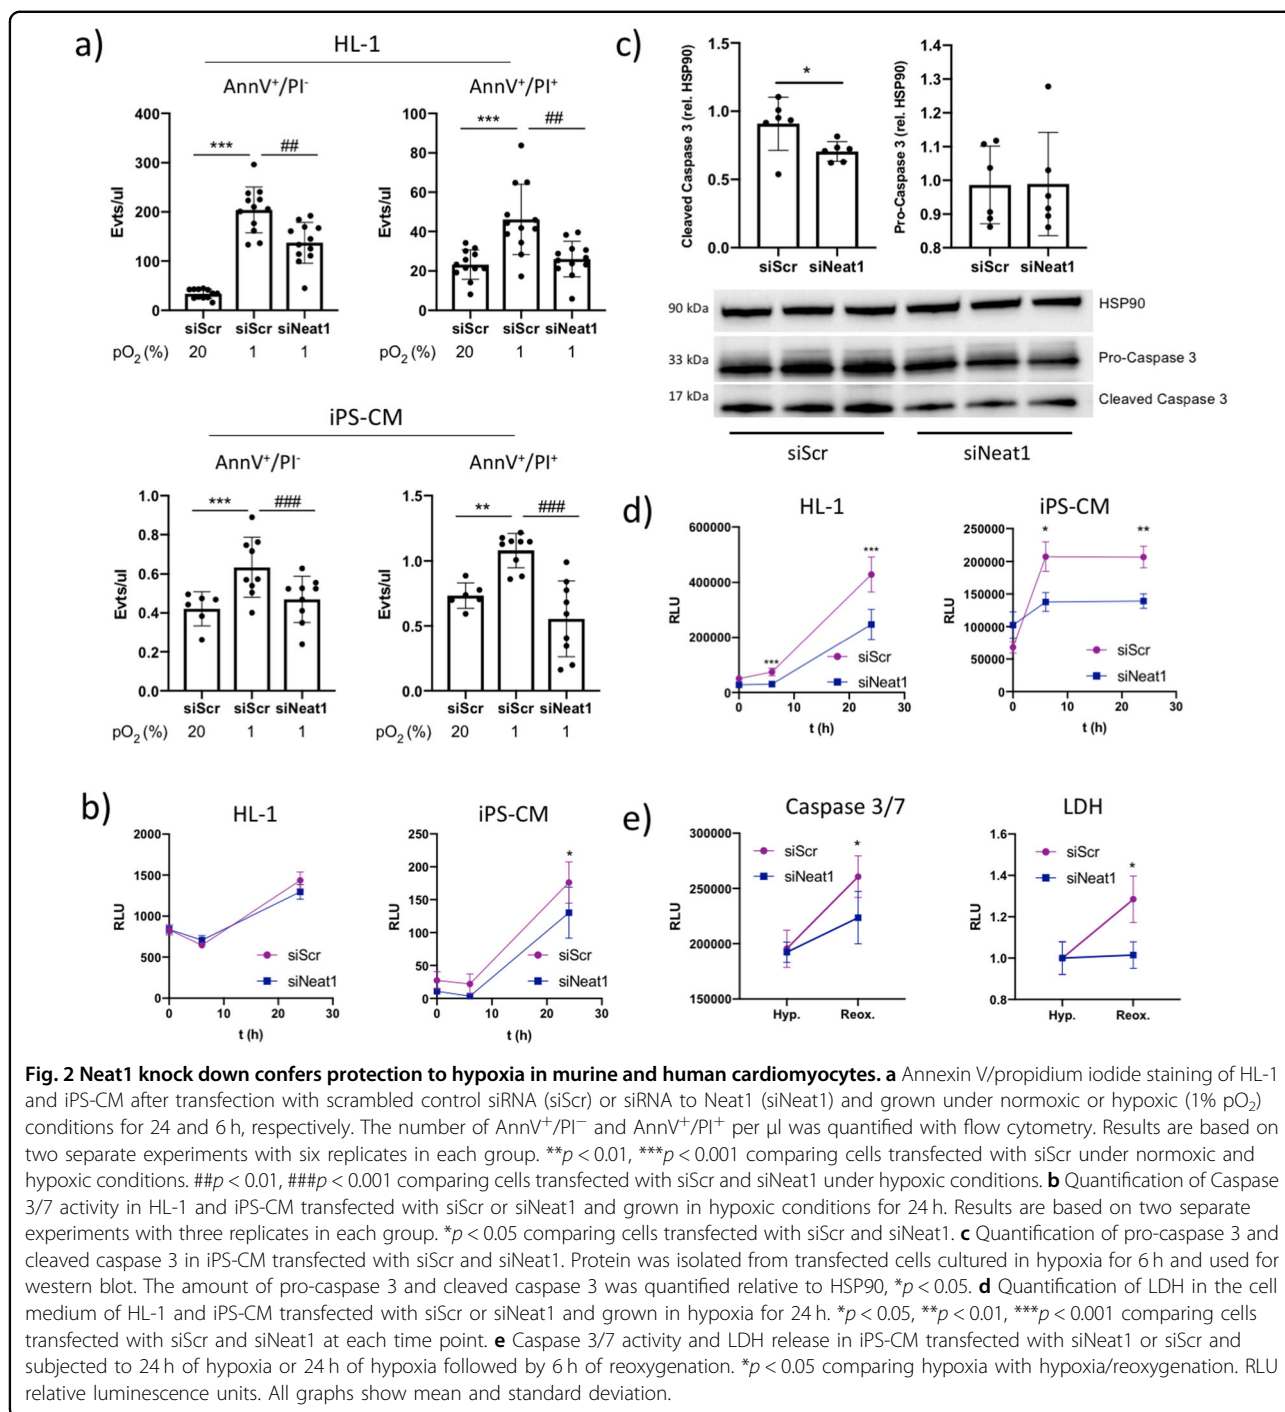 a)
HL-1
AnnV+/PI-
AnnV+/PI+
Evts/ul
400
300
200
100
0
***
##
siScr siScr siNeat1
pO2 (%) 20 1 1
Evts/ul
100
80
60
40
20
0
***
##
siScr siScr siNeat1
pO2 (%) 20 1 1
iPS-CM
AnnV+/PI-
AnnV+/PI+
Evts/ul
1.0
0.8
0.6
0.4
0.2
0.0
***
###
siScr siScr siNeat1
pO2 (%) 20 1 1
Evts/ul
1.5
1.0
0.5
0.0
**
###
siScr siScr siNeat1
pO2 (%) 20 1 1
b)
HL-1
RLU
2000
1500
1000
500
0
siScr
siNeat1
0 10 20 30
t (h)
iPS-CM
RLU
250
200
150
100
50
0
*
siScr
siNeat1
0 10 20 30
t (h)
c)
Cleaved Caspase 3 (rel. HSP90)
1.5
1.0
0.5
0.0
*
siScr siNeat1
Pro-Caspase 3 (rel. HSP90)
1.4
1.3
1.2
1.1
1.0
0.9
0.8
siScr siNeat1
90 kDa HSP90
33 kDa Pro-Caspase 3
17 kDa Cleaved Caspase 3
siScr siNeat1
d)
HL-1
RLU
600000
400000
200000
0
***
***
siScr
siNeat1
0 10 20 30
t (h)
iPS-CM
RLU
250000
200000
150000
100000
50000
0
*
**
siScr
siNeat1
0 10 20 30
t (h)
e)
Caspase 3/7
RLU
300000
250000
200000
150000
siScr
siNeat1
*
Hyp. Reox.
LDH
RLU
1.6
1.4
1.2
1.0
0.8
siScr
siNeat1
*
Hyp. Reox.
Fig. 2 Neat1 knock down confers protection to hypoxia in murine and human cardiomyocytes. a Annexin V/propidium iodide staining of HL-1
and iPS-CM after transfection with scrambled control siRNA (siScr) or siRNA to Neat1 (siNeat1) and grown under normoxic or hypoxic (1% pO2)
conditions for 24 and 6 h, respectively. The number of AnnV+/PI− and AnnV+/PI+ per µl was quantified with flow cytometry. Results are based on
two separate experiments with six replicates in each group. **p < 0.01, ***p < 0.001 comparing cells transfected with siScr under normoxic and
hypoxic conditions. ##p < 0.01, ###p < 0.001 comparing cells transfected with siScr and siNeat1 under hypoxic conditions. b Quantification of Caspase
3/7 activity in HL-1 and iPS-CM transfected with siScr or siNeat1 and grown in hypoxic conditions for 24 h. Results are based on two separate
experiments with three replicates in each group. *p < 0.05 comparing cells transfected with siScr and siNeat1. c Quantification of pro-caspase 3 and
cleaved caspase 3 in iPS-CM transfected with siScr and siNeat1. Protein was isolated from transfected cells cultured in hypoxia for 6 h and used for
western blot. The amount of pro-caspase 3 and cleaved caspase 3 was quantified relative to HSP90, *p < 0.05. d Quantification of LDH in the cell
medium of HL-1 and iPS-CM transfected with siScr or siNeat1 and grown in hypoxia for 24 h. *p < 0.05, **p < 0.01, ***p < 0.001 comparing cells
transfected with siScr and siNeat1 at each time point. e Caspase 3/7 activity and LDH release in iPS-CM transfected with siNeat1 or siScr and
subjected to 24 h of hypoxia or 24 h of hypoxia followed by 6 h of reoxygenation. *p < 0.05 comparing hypoxia with hypoxia/reoxygenation. RLU
relative luminescence units. All graphs show mean and standard deviation.